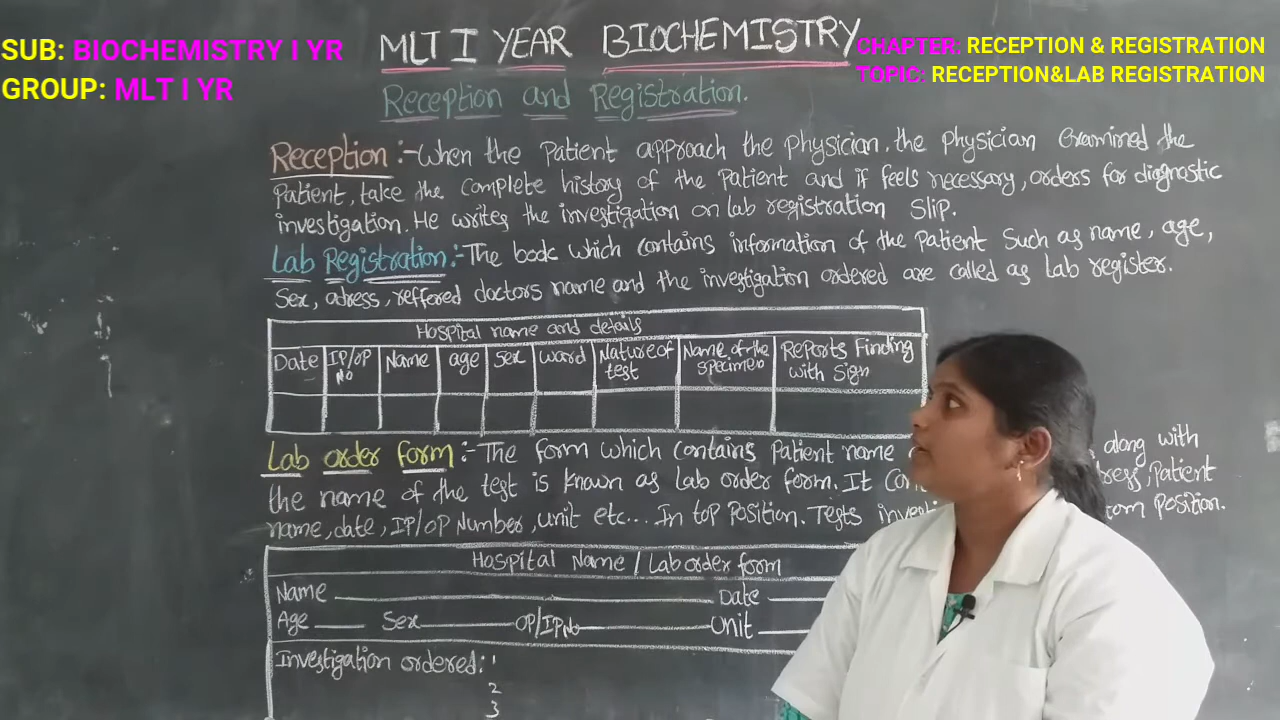 SUB: BIOCHEMISTRY I YR
GROUP: MLT I YR
MLT I YEAR BIOCHEMISTRY
CHAPTER: RECEPTION & REGISTRATION
TOPIC: RECEPTION&LAB REGISTRATION
Reception and Registration.
Reception :- When the Patient approach the physician, the physician examined the
Patient, take the complete history of the Patient and if feels necessary, orders for diagnostic
investigation. He writes the investigation on lab registration Slip.
Lab Registration:- The book which contains information of the Patient Such as name, age,
Sex, adress, reffered doctors name and the investigation ordered are called as Lab register.
Hospital name and details
Date IP/OP No Name age Sex ward Nature of test Name of the specimen Reports Finding with Sign
Lab order form :- The form which contains Patient name along with
the name of the test is known as Lab order form. It Patient
name, date, IP/OP Number, unit etc... In top Position. Tests Position.
Hospital Name / Lab order form
Name Date
Age Sex OP/IP No Unit
Investigation ordered: 1
2
3